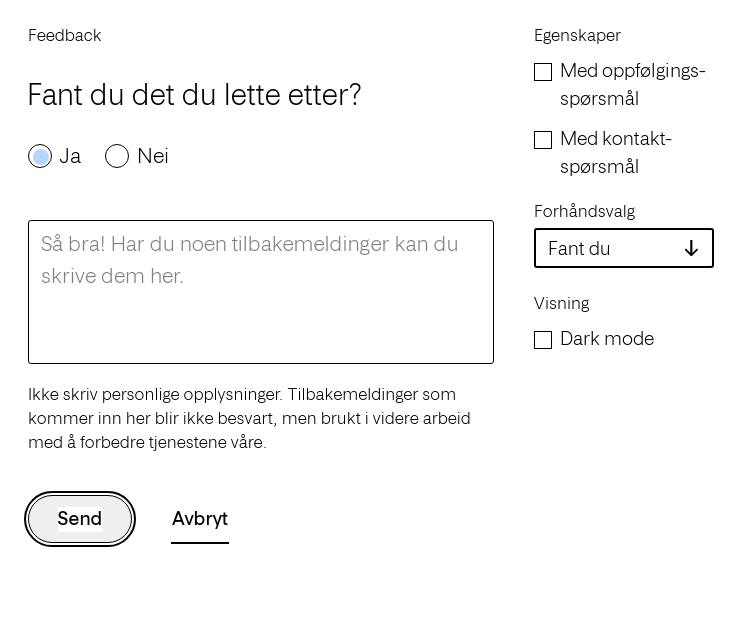 Feedback
Fant du det du lette etter?
Ja
Nei
Så bra! Har du noen tilbakemeldinger kan du
skrive dem her.
Ikke skriv personlige opplysninger. Tilbakemeldinger som
kommer inn her blir ikke besvart, men brukt i videre arbeid
med å forbedre tjenestene våre.
Send
Avbryt
Egenskaper
Med oppfølgings-
spørsmål
Med kontakt-
spørsmål
Forhåndsvalg
Fant du
Visning
Dark mode